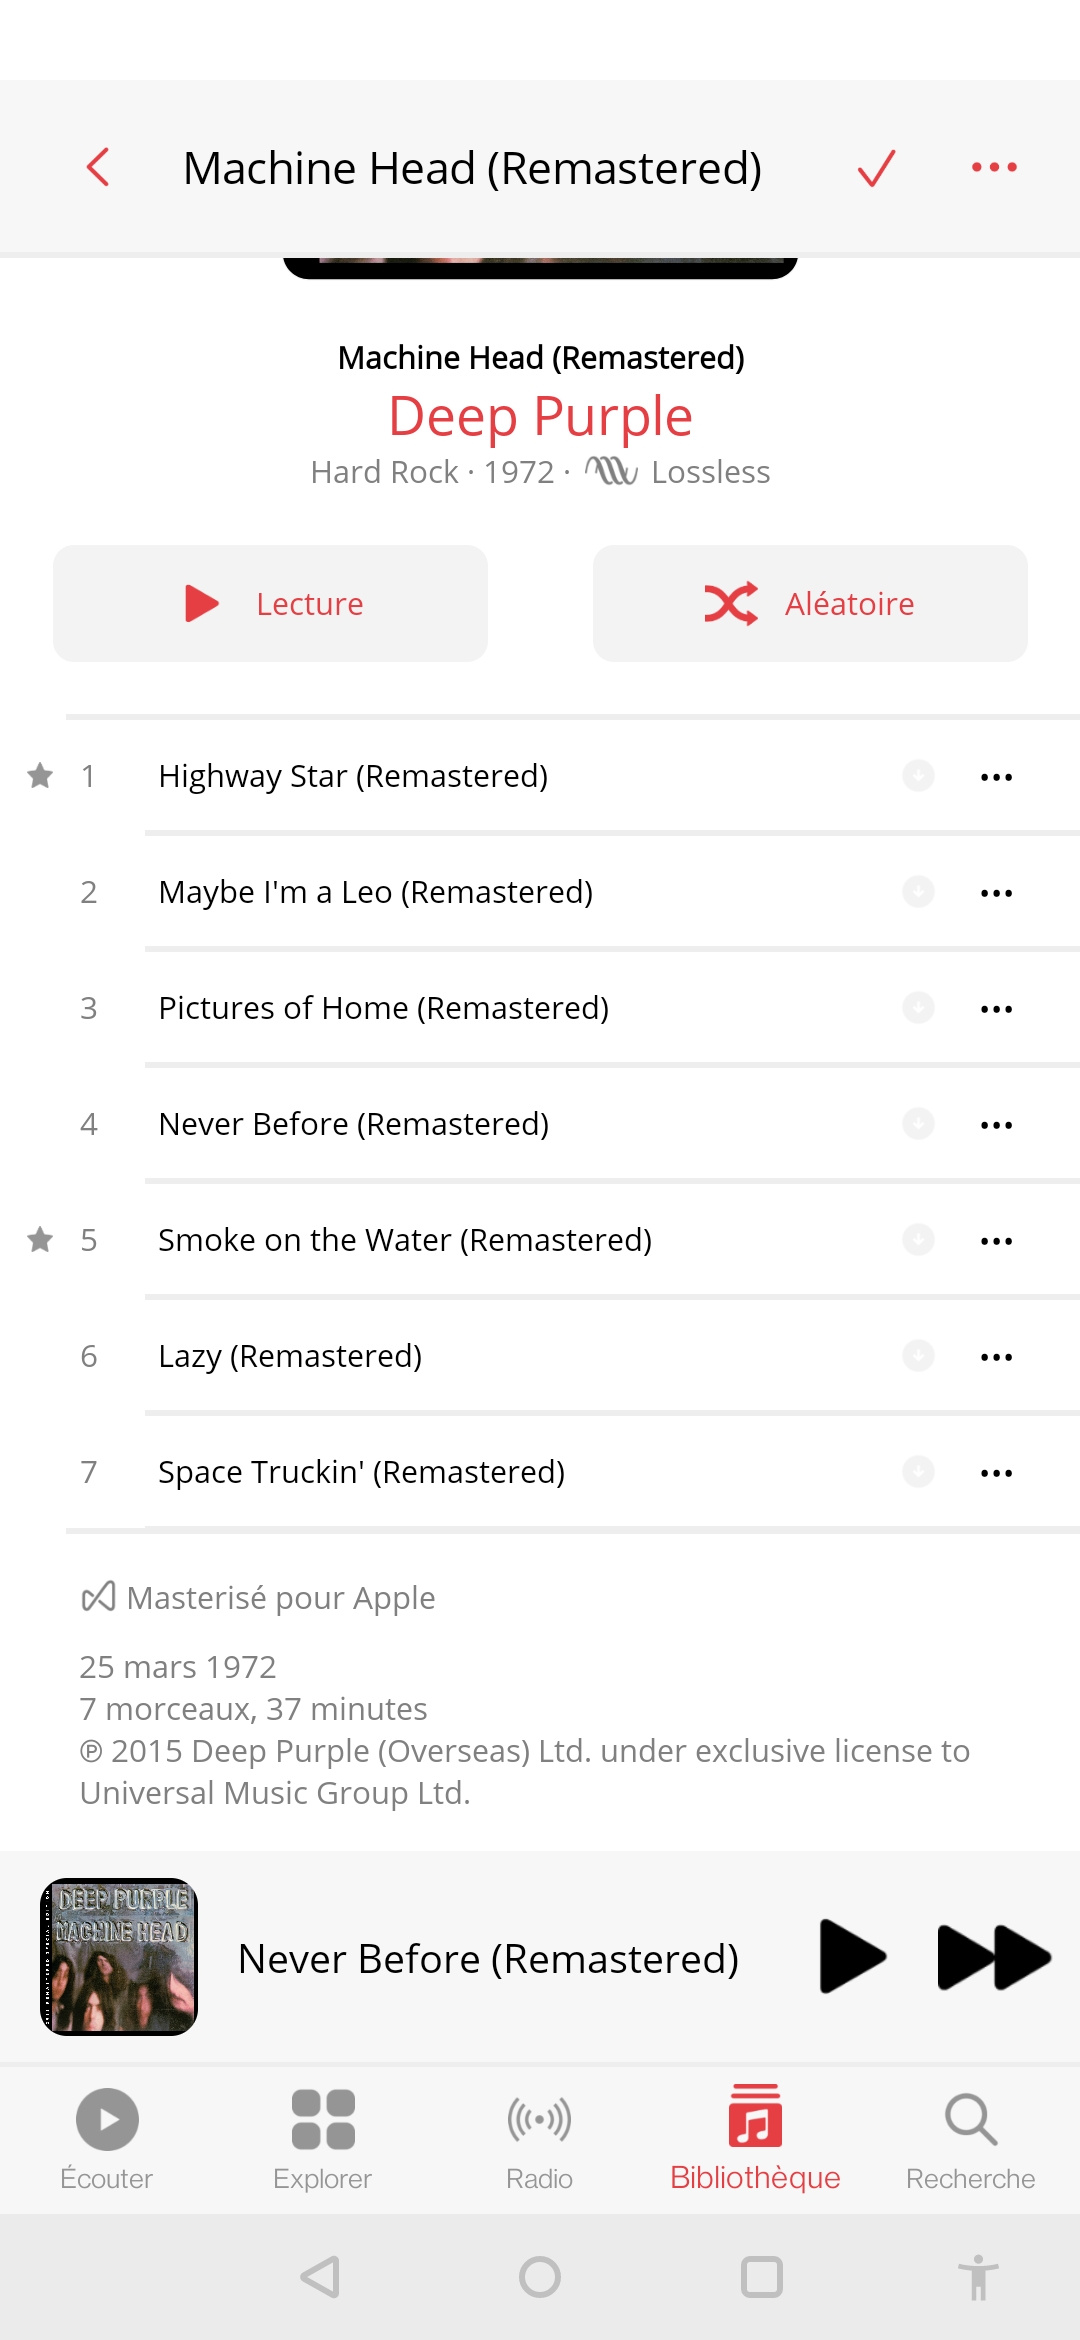 Machine Head (Remastered)
Machine Head (Remastered)
Deep Purple
Hard Rock · 1972 · Lossless
Lecture
Aléatoire
1 Highway Star (Remastered)
2 Maybe I'm a Leo (Remastered)
3 Pictures of Home (Remastered)
4 Never Before (Remastered)
5 Smoke on the Water (Remastered)
6 Lazy (Remastered)
7 Space Truckin' (Remastered)
Masterisé pour Apple
25 mars 1972
7 morceaux, 37 minutes
℗ 2015 Deep Purple (Overseas) Ltd. under exclusive license to
Universal Music Group Ltd.
DEEP PURPLE
MACHINE HEAD
Never Before (Remastered)
Écouter
Explorer
Radio
Bibliothèque
Recherche